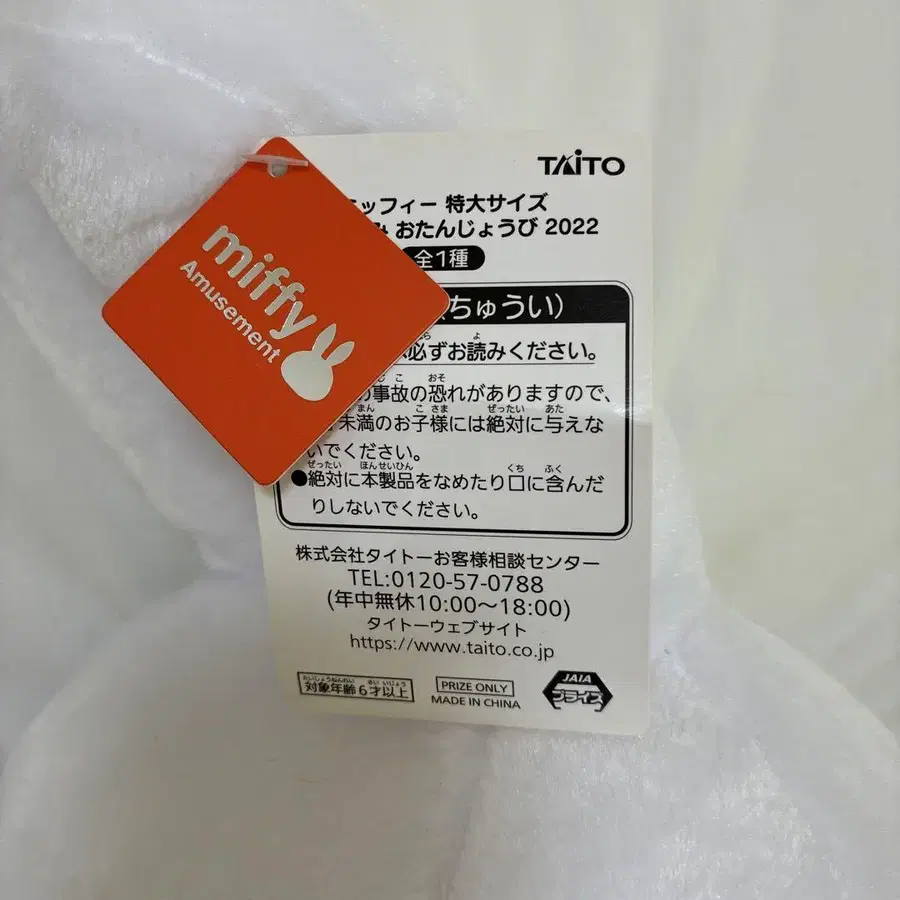 miffy
Amusement
TAITO
ミッフィー 特大サイズ
み おたんじょうび 2022
全1種
(ちゅうい)
必ずお読みください。
事故の恐れがありますので、
未満のお子様には絶対に与えな
いでください。
●絶対に本製品をなめたり口に含んだ
りしないでください。
株式会社タイトーお客様相談センター
TEL:0120-57-0788
(年中無休10:00～18:00)
タイトーウェブサイト
https://www.taito.co.jp
対象年齢6才以上
PRIZE ONLY
MADE IN CHINA
JAIA
プライズ